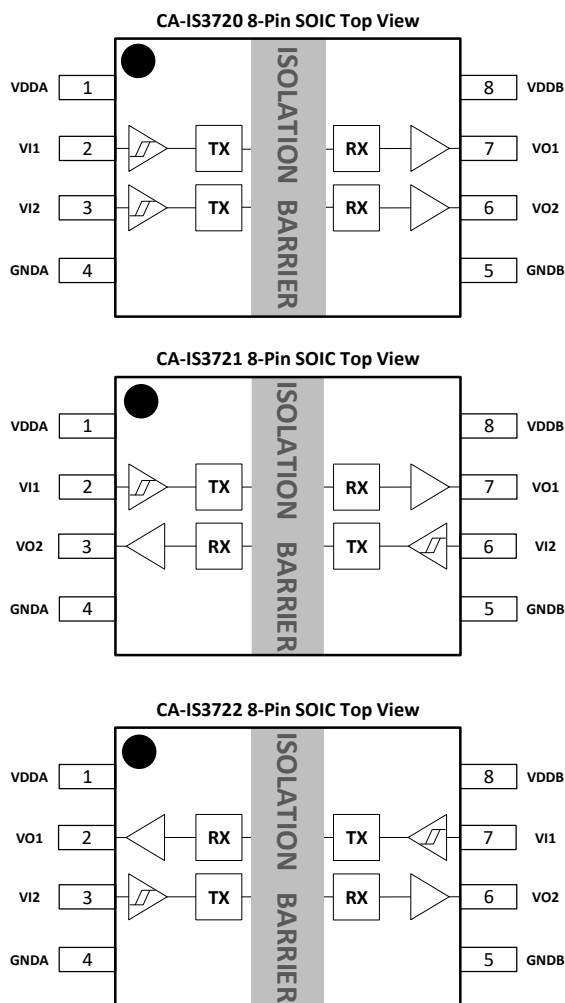 CA-IS3720 8-Pin SOIC Top View
VDDA 1 8 VDDB
VI1 2 TX RX 7 VO1
VI2 3 TX RX 6 VO2
GNDA 4 5 GNDB
ISOLATION BARRIER
CA-IS3721 8-Pin SOIC Top View
VDDA 1 8 VDDB
VI1 2 TX RX 7 VO1
VO2 3 RX TX 6 VI2
GNDA 4 5 GNDB
ISOLATION BARRIER
CA-IS3722 8-Pin SOIC Top View
VDDA 1 8 VDDB
VO1 2 RX TX 7 VI1
VI2 3 TX RX 6 VO2
GNDA 4 5 GNDB
ISOLATION BARRIER